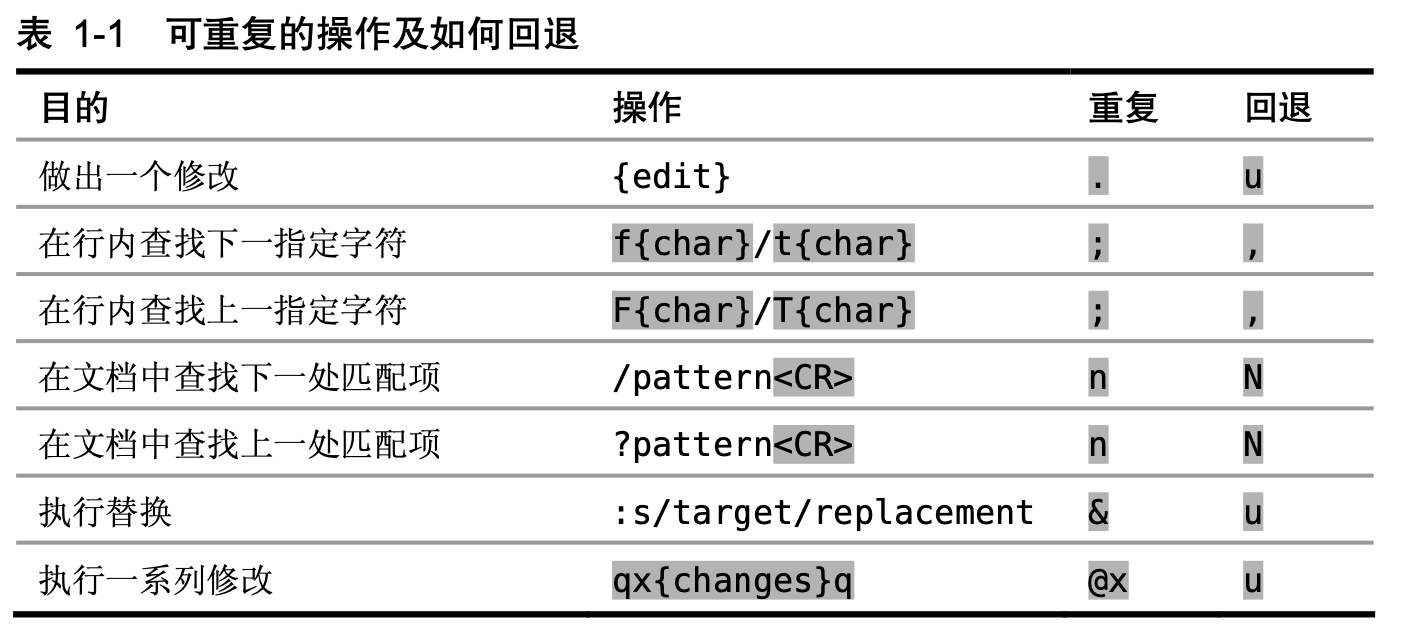 表 1-1 可重复的操作及如何回退
目的 操作 重复 回退
做出一个修改 {edit} . u
在行内查找下一指定字符 f{char}/t{char} ; ,
在行内查找上一指定字符 F{char}/T{char} ; ,
在文档中查找下一处匹配项 /pattern<CR> n N
在文档中查找上一处匹配项 ?pattern<CR> n N
执行替换 :s/target/replacement & u
执行一系列修改 qx{changes}q @x u